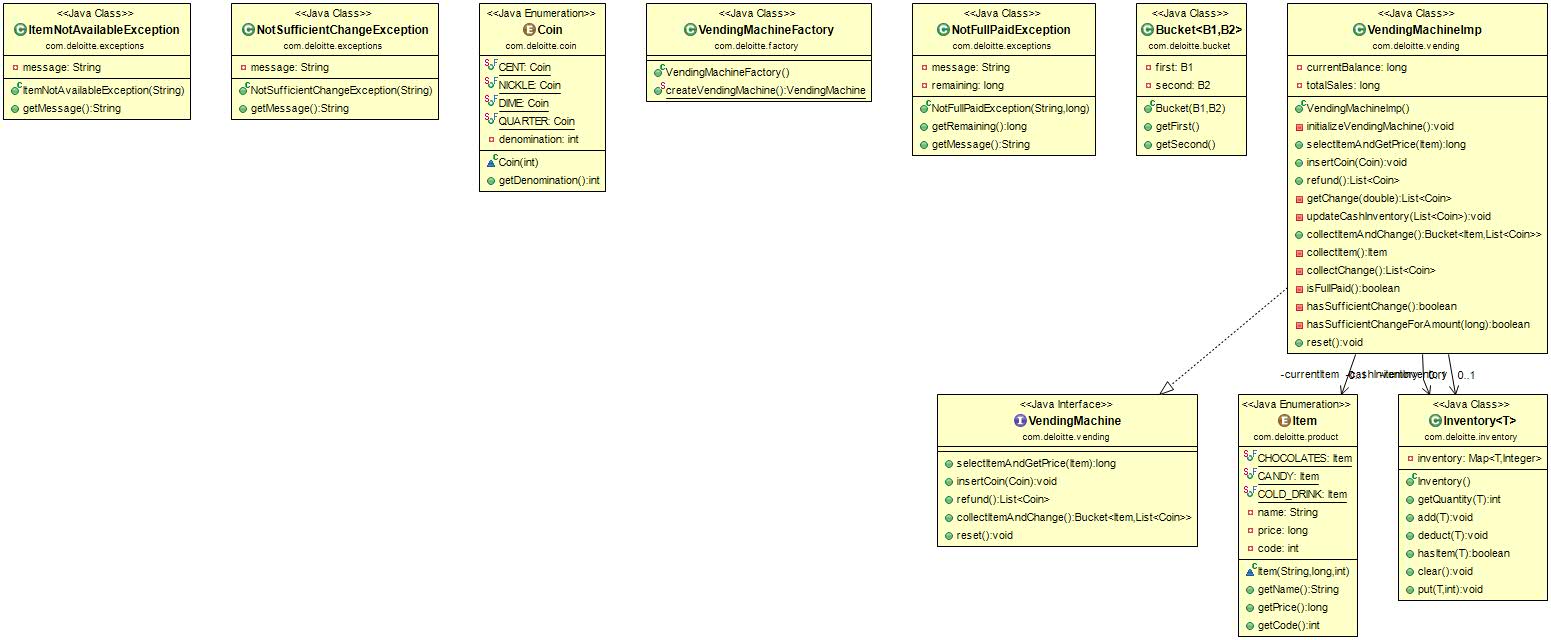 <<Java Class>>
ItemNotAvailableException
com.deloitte.exceptions
message: String
ItemNotAvailableException(String)
getMessage():String
<<Java Class>>
NotSufficientChangeException
com.deloitte.exceptions
message: String
NotSufficientChangeException(String)
getMessage():String
<<Java Enumeration>>
Coin
com.deloitte.coin
CENT: Coin
NICKLE: Coin
DIME: Coin
QUARTER: Coin
denomination: int
Coin(int)
getDenomination():int
<<Java Class>>
VendingMachineFactory
com.deloitte.factory
VendingMachineFactory()
createVendingMachine():VendingMachine
<<Java Class>>
NotFullPaidException
com.deloitte.exceptions
message: String
remaining: long
NotFullPaidException(String,long)
getRemaining():long
getMessage():String
<<Java Class>>
Bucket<B1,B2>
com.deloitte.bucket
first: B1
second: B2
Bucket(B1,B2)
getFirst()
getSecond()
<<Java Class>>
VendingMachineImp
com.deloitte.vending
currentBalance: long
totalSales: long
VendingMachineImp()
initializeVendingMachine():void
selectItemAndGetPrice(Item):long
insertCoin(Coin):void
refund():List<Coin>
getChange(double):List<Coin>
updateCashInventory(List<Coin>):void
collectItemAndChange():Bucket<Item,List<Coin>>
collectItem():Item
collectChange():List<Coin>
isFullPaid():boolean
hasSufficientChange():boolean
hasSufficientChangeForAmount(long):boolean
reset():void
-currentItem
0..1
<<Java Interface>>
VendingMachine
com.deloitte.vending
selectItemAndGetPrice(Item):long
insertCoin(Coin):void
refund():List<Coin>
collectItemAndChange():Bucket<Item,List<Coin>>
reset():void
<<Java Enumeration>>
Item
com.deloitte.product
CHOCOLATES: Item
CANDY: Item
COLD_DRINK: Item
name: String
price: long
code: int
Item(String,long,int)
getName():String
getPrice():long
getCode():int
<<Java Class>>
Inventory<T>
com.deloitte.inventory
inventory: Map<T,Integer>
Inventory()
getQuantity(T):int
add(T):void
deduct(T):void
hasItem(T):boolean
clear():void
put(T,int):void